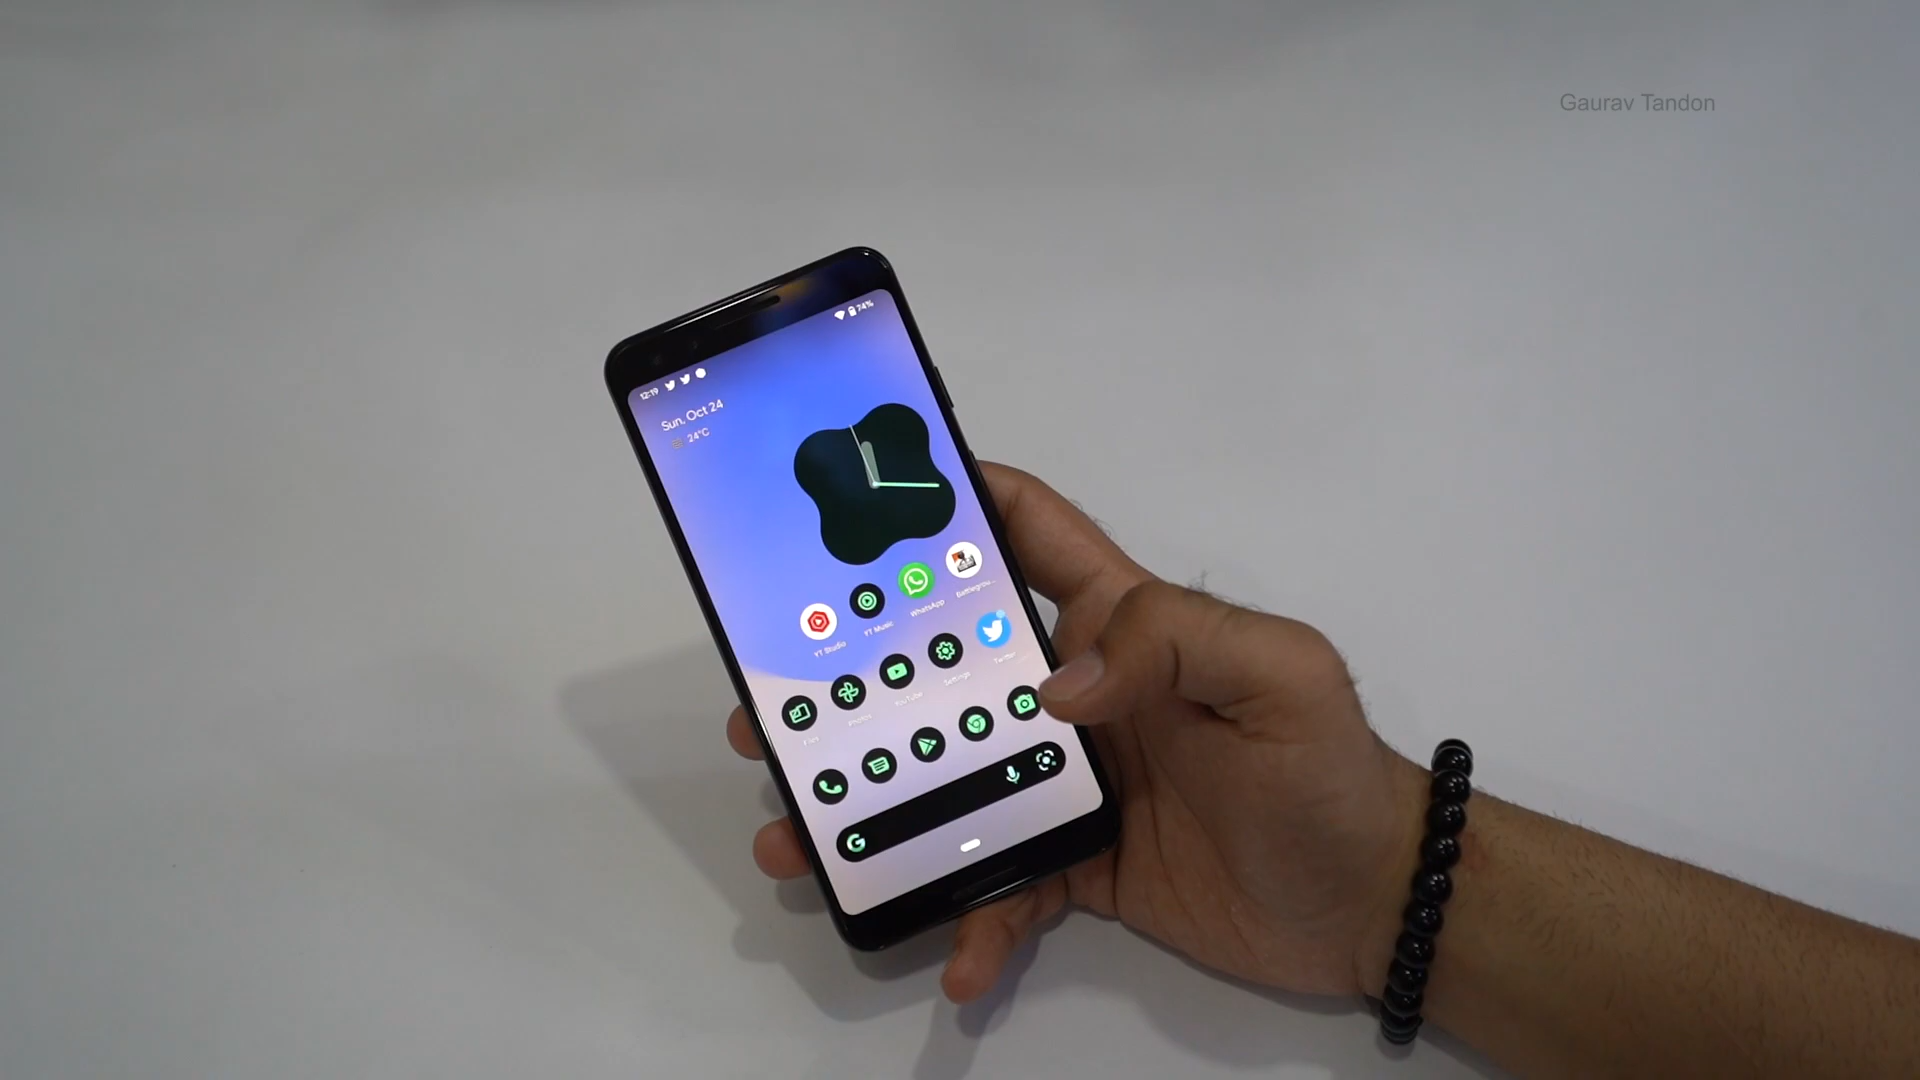 Gaurav Tandon
74%
12:19
Sun, Oct 24
24°C
YT Studio
YT Music
WhatsApp
Battlegrou...
Files
Photos
YouTube
Settings
Twitter
G